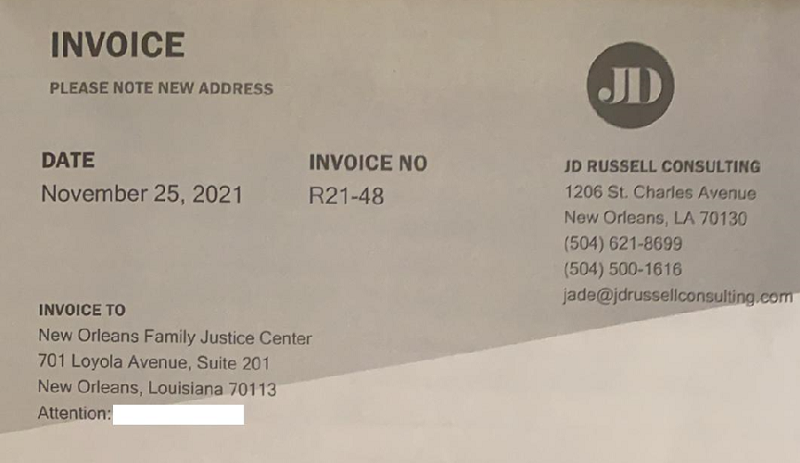 INVOICE
PLEASE NOTE NEW ADDRESS
JD
DATE
November 25, 2021
INVOICE NO
R21-48
JD RUSSELL CONSULTING
1206 St. Charles Avenue
New Orleans, LA 70130
(504) 621-8699
(504) 500-1616
jade@jdrussellconsulting.com
INVOICE TO
New Orleans Family Justice Center
701 Loyola Avenue, Suite 201
New Orleans, Louisiana 70113
Attention: